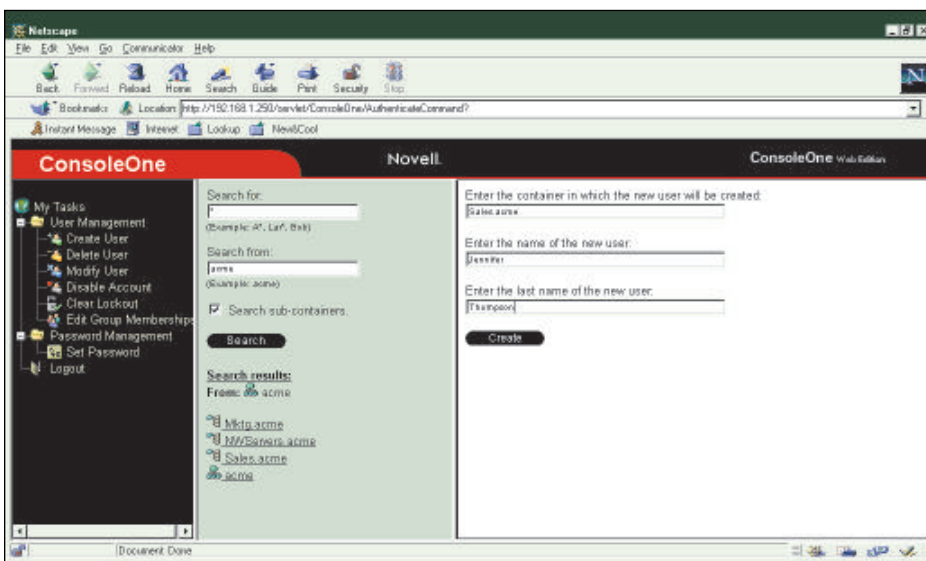 Netscape
File Edit View Go Communicator Help
Back Forward Reload Home Search Guide Print Security Stop
Bookmarks Location: http://192.168.1.250/servlet/ConsoleOne/AuthenticateCommand?
Instant Message Internet Lookup New&Cool
N
ConsoleOne
Novell.
ConsoleOne Web Edition
My Tasks
User Management
Create User
Delete User
Modify User
Disable Account
Clear Lockout
Edit Group Memberships
Password Management
Set Password
Logout
Search for:
*
(Example: A*, Lar*, Bob)
Search from:
acme
(Example: acme)
Search sub-containers.
Search
Search results:
From: acme
Mktg.acme
NWServers.acme
Sales.acme
acme
Enter the container in which the new user will be created:
Sales.acme
Enter the name of the new user:
Jennifer
Enter the last name of the new user:
Thompson
Create
Document Done